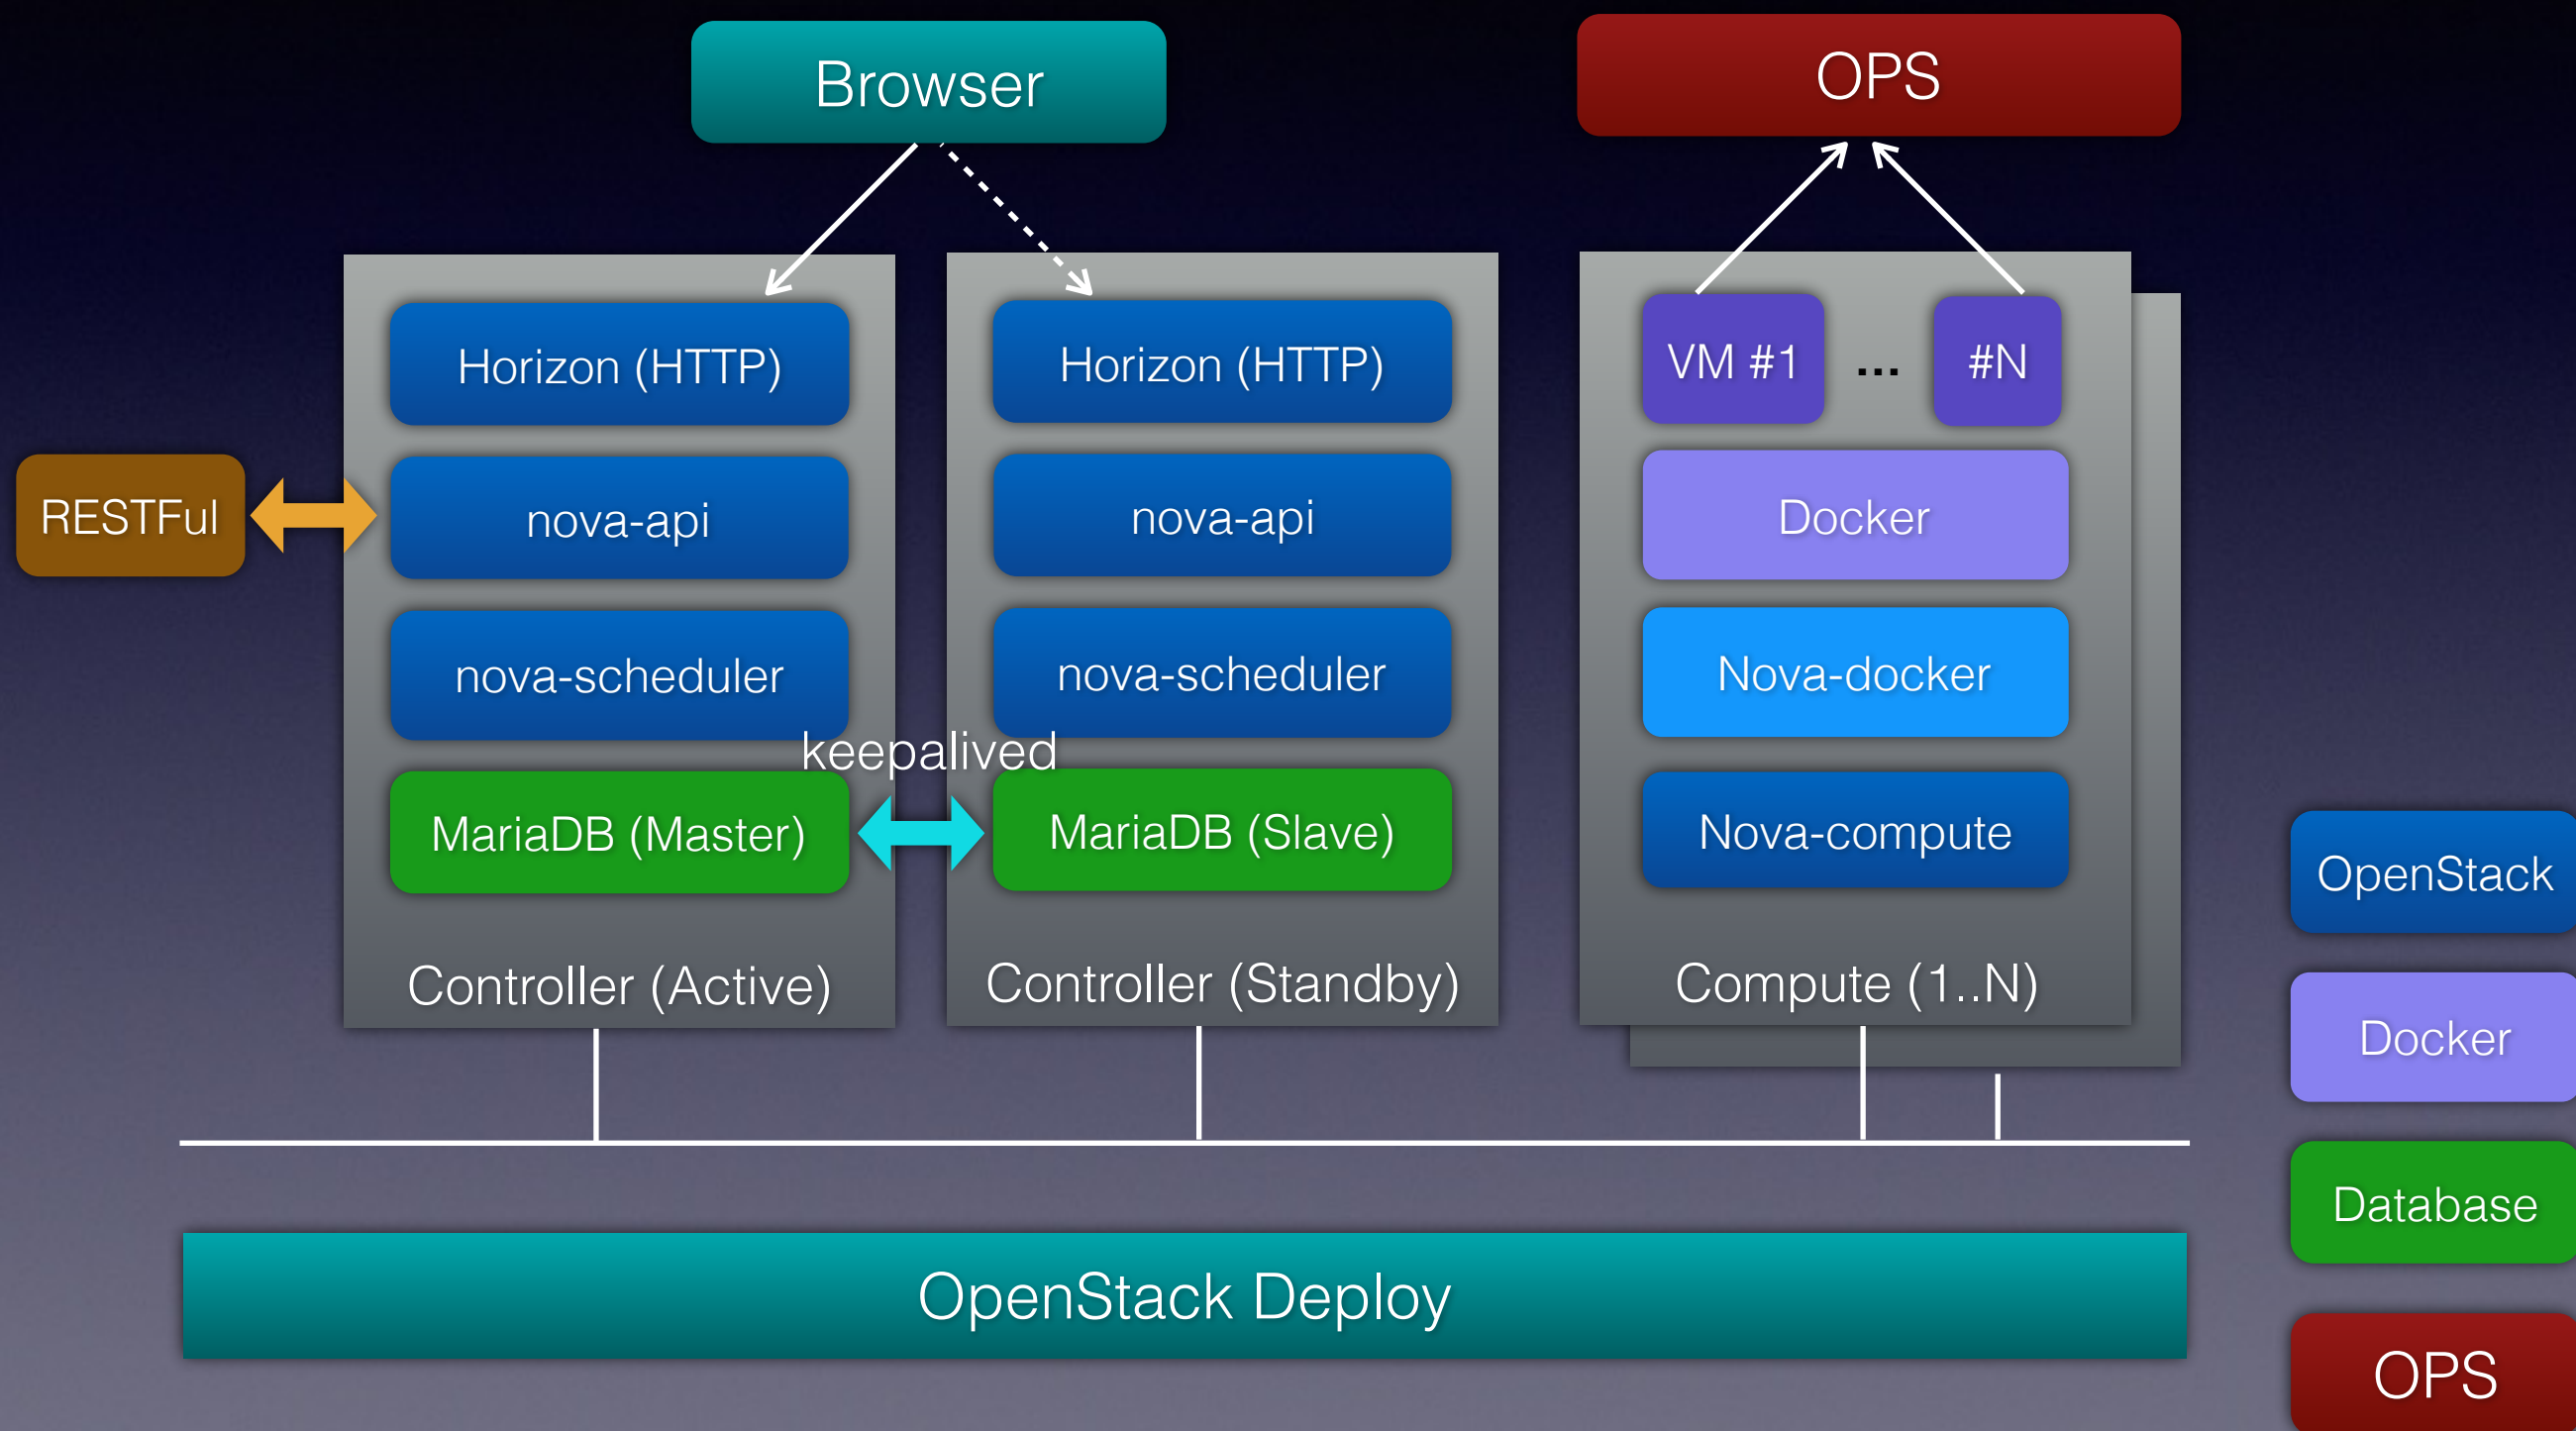 Browser
OPS
Horizon (HTTP)
Horizon (HTTP)
VM #1
...
#N
RESTFul
nova-api
nova-api
Docker
nova-scheduler
nova-scheduler
Nova-docker
keepalived
MariaDB (Master)
MariaDB (Slave)
Nova-compute
OpenStack
Controller (Active)
Controller (Standby)
Compute (1..N)
Docker
Database
OpenStack Deploy
OPS